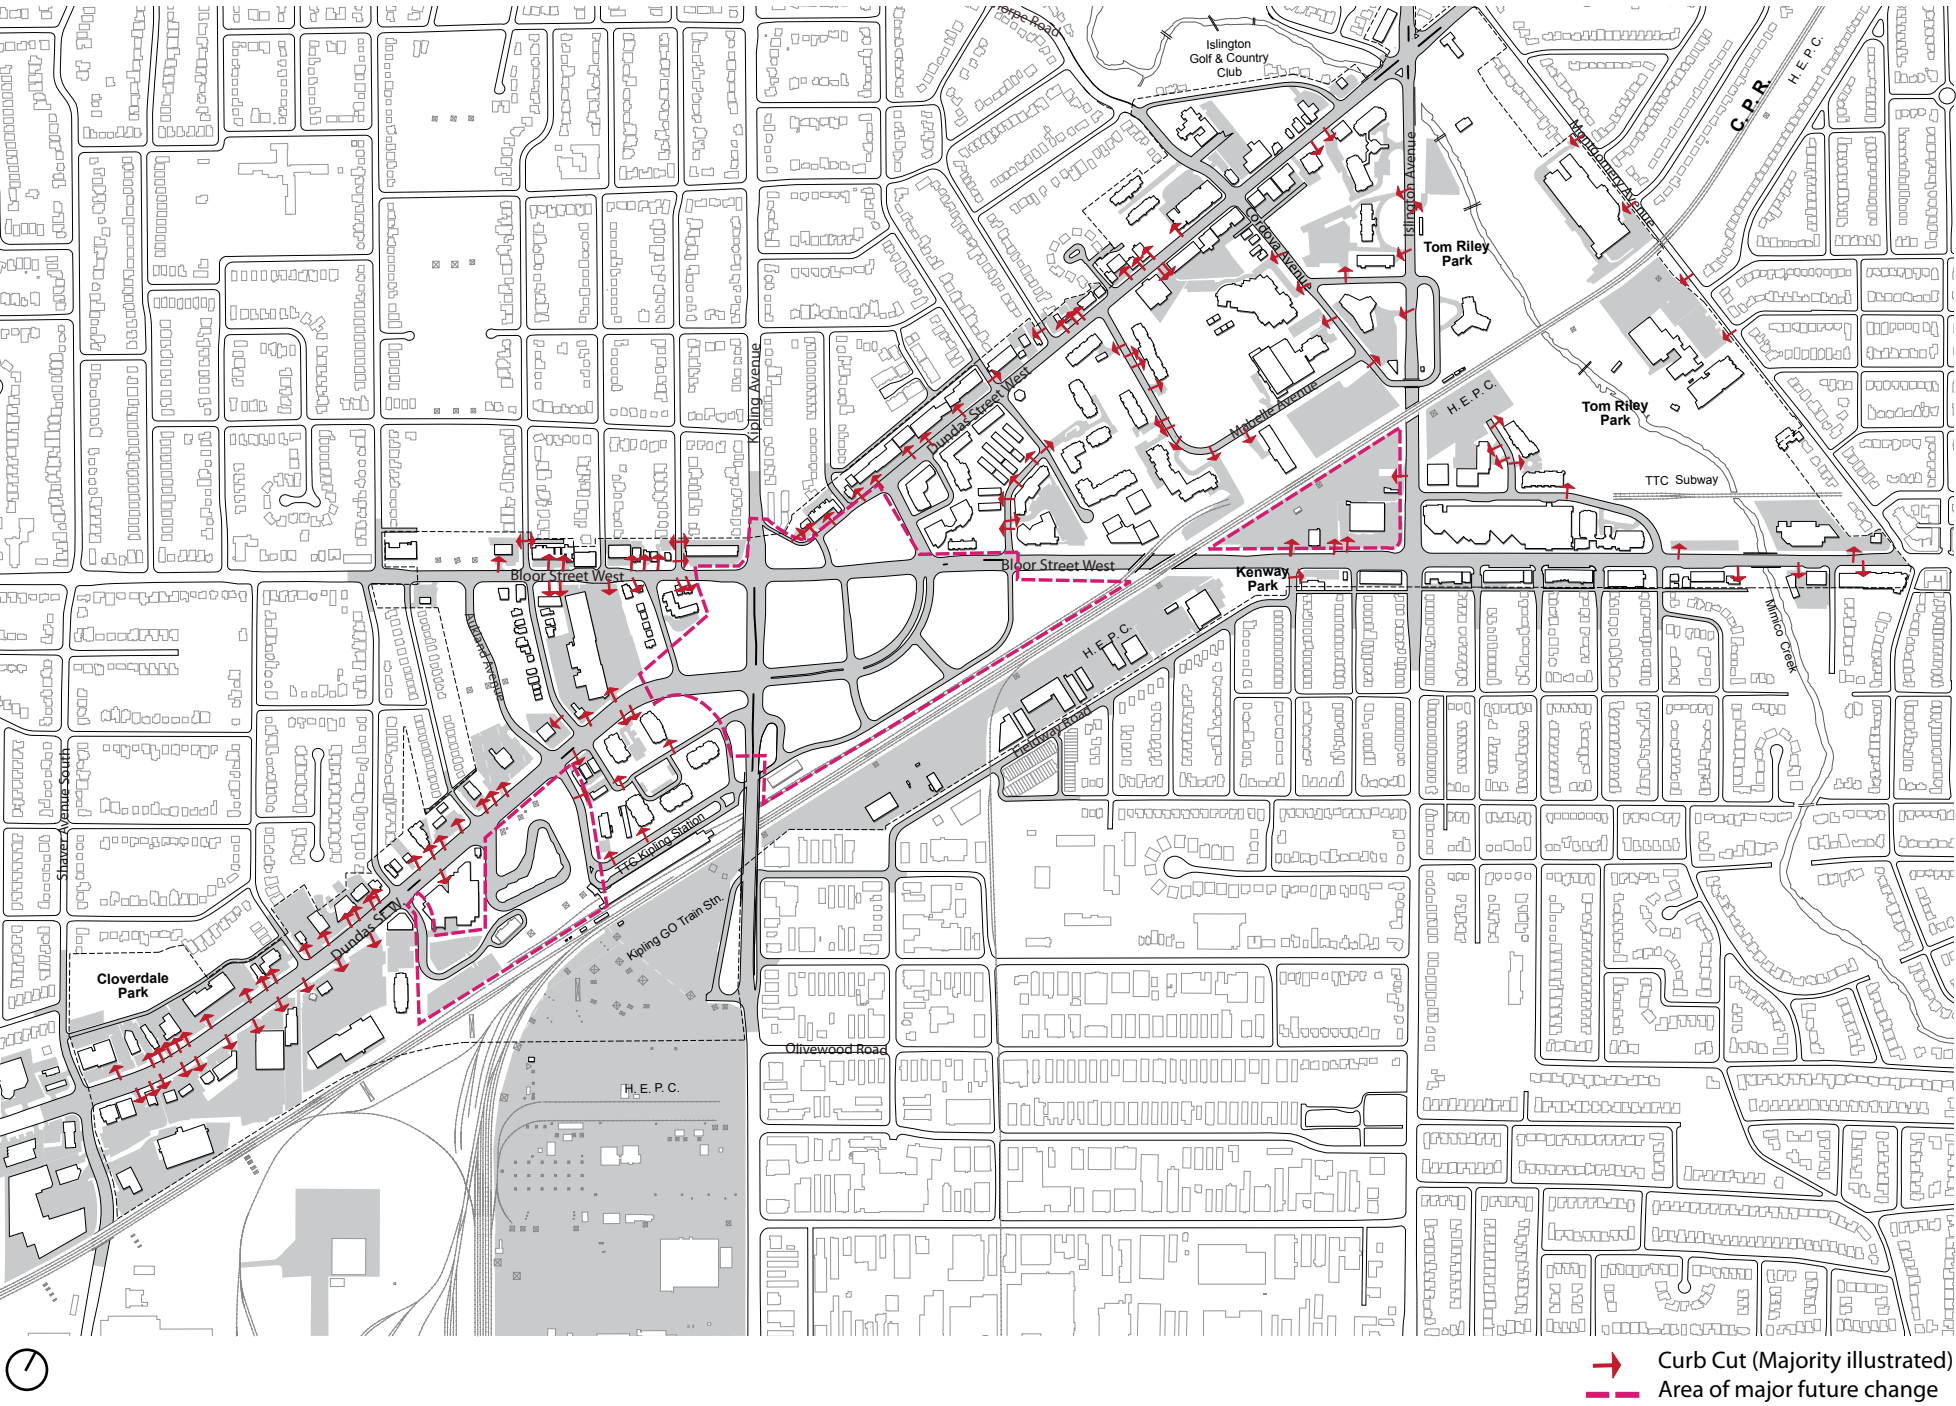 orpe Road
Islington
Golf & Country
Club
C. P. R.
H. E. P. C.
Montgomery Avenue
Islington Avenue
Cordova Avenue
Tom Riley
Park
Kipling Avenue
Dundas Street West
Mabelle Avenue
H. E. P. C.
Tom Riley
Park
TTC Subway
Bloor Street West
Bloor Street West
Kenway
Park
Aukland Avenue
H. E. P. C.
Mimico Creek
Fieldway Road
Shaver Avenue South
TTC Kipling Station
Dundas St. W.
Kipling GO Train Stn.
Cloverdale
Park
Olivewood Road
H. E. P. C.
Curb Cut (Majority illustrated)
Area of major future change